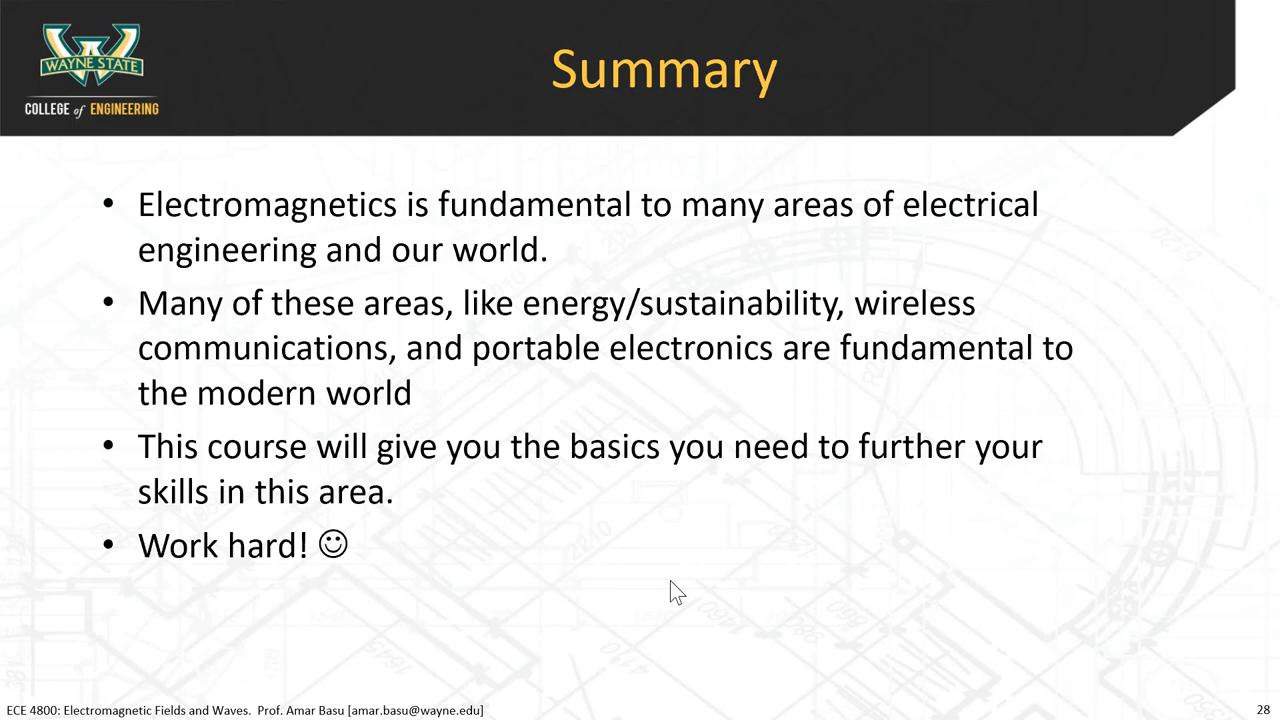 WAYNE STATE
COLLEGE of ENGINEERING
Summary
• Electromagnetics is fundamental to many areas of electrical
engineering and our world.
• Many of these areas, like energy/sustainability, wireless
communications, and portable electronics are fundamental to
the modern world
• This course will give you the basics you need to further your
skills in this area.
• Work hard! ☺
ECE 4800: Electromagnetic Fields and Waves. Prof. Amar Basu [amar.basu@wayne.edu]
28